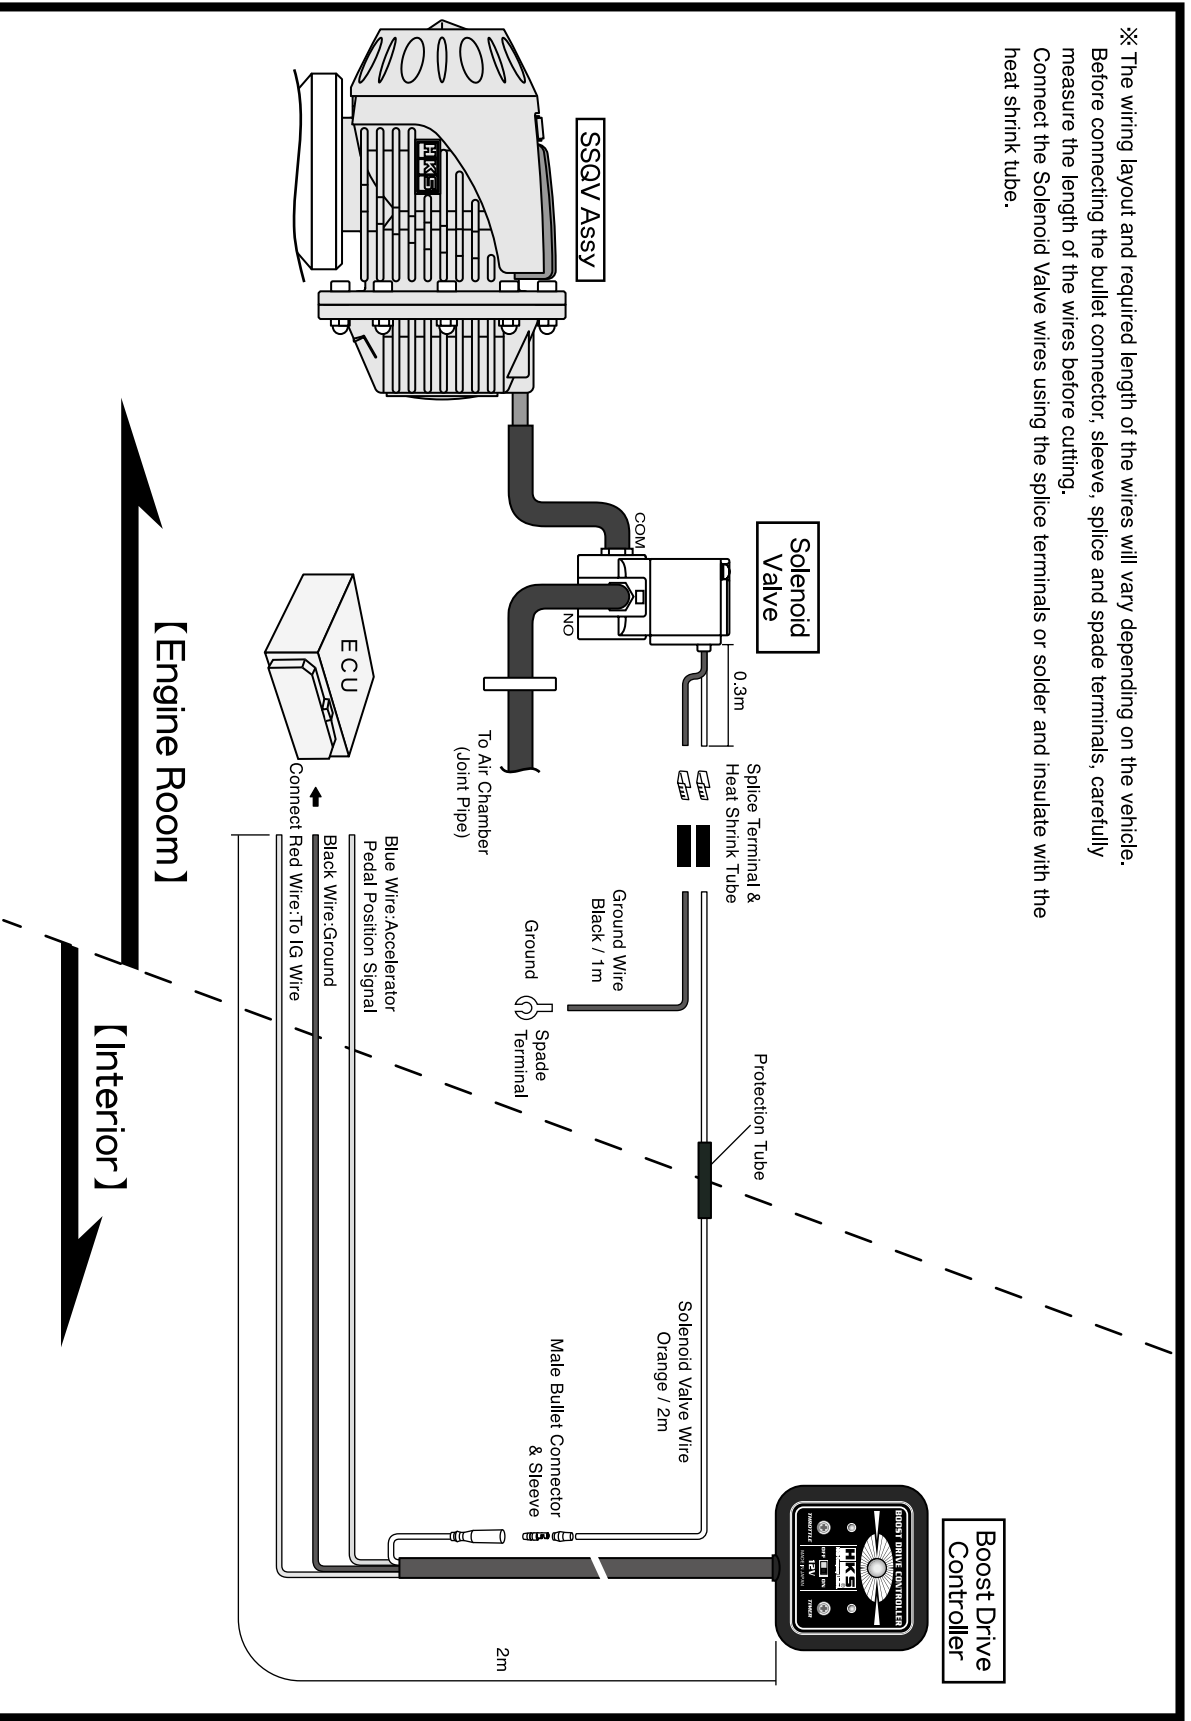 ※ The wiring layout and required length of the wires will vary depending on the vehicle.
Before connecting the bullet connector, sleeve, splice and spade terminals, carefully
measure the length of the wires before cutting.
Connect the Solenoid Valve wires using the splice terminals or solder and insulate with the
heat shrink tube.
SSQV Assy
HKS
Solenoid
Valve
COM
NO
0.3m
Splice Terminal &
Heat Shrink Tube
To Air Chamber
(Joint Pipe)
Ground Wire
Black / 1m
Ground
Spade
Terminal
Protection Tube
Solenoid Valve Wire
Orange / 2m
Male Bullet Connector
& Sleeve
Boost Drive
Controller
BOOST DRIVE CONTROLLER
HKS
THROTTLE
OFF
ON
12V
MADE IN JAPAN
TIMER
ECU
Blue Wire:Accelerator
Pedal Position Signal
Black Wire:Ground
Connect Red Wire:To IG Wire
2m
【Engine Room】
【Interior】